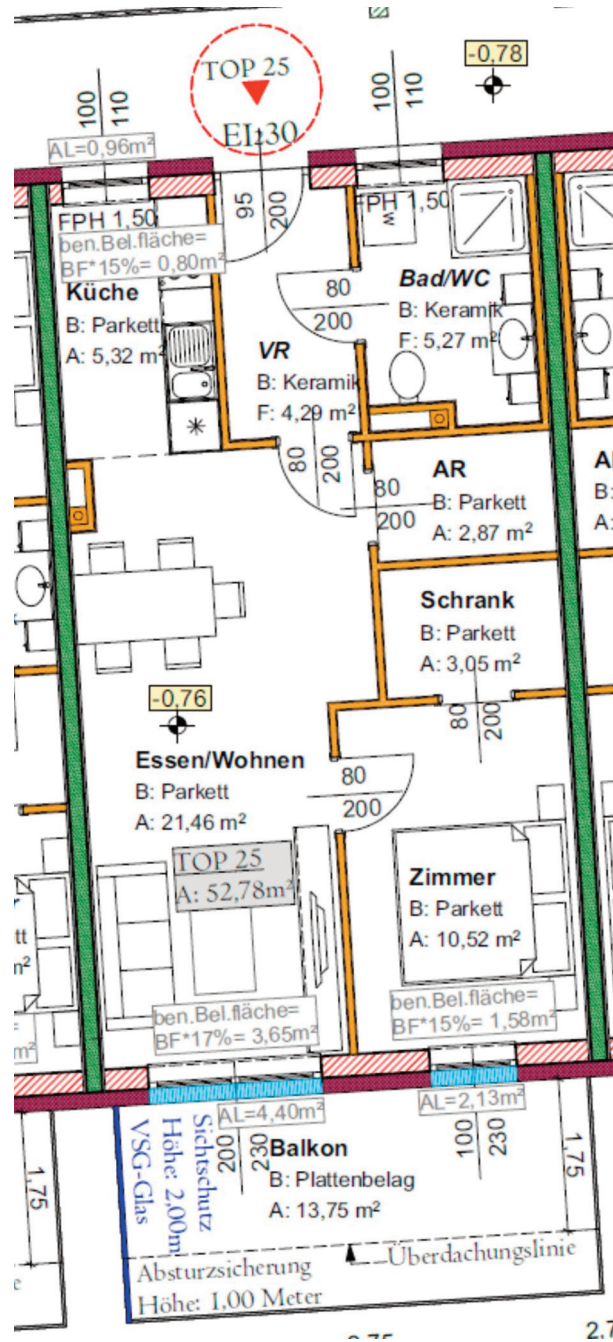 -0,78
TOP 25
EI₂30
100
110
100
110
AL=0,96m²
95
200
FPH 1,50
FPH 1,50
W
ben.Bel.fläche=
BF*15%= 0,80m²
Küche
B: Parkett
A: 5,32 m²
80
200
Bad/WC
B: Keramik
F: 5,27 m²
VR
B: Keramik
F: 4,29 m²
80
200
80
200
AR
B: Parkett
A: 2,87 m²
Schrank
B: Parkett
A: 3,05 m²
80
200
-0,76
Essen/Wohnen
B: Parkett
A: 21,46 m²
80
200
TOP 25
A: 52,78m²
Zimmer
B: Parkett
A: 10,52 m²
ben.Bel.fläche=
BF*17%= 3,65m²
ben.Bel.fläche=
BF*15%= 1,58m²
AL=4,40m²
AL=2,13m²
200
230
100
230
1,75
1,75
Sichtschutz
Höhe: 2,00m
VSG-Glas
Balkon
B: Plattenbelag
A: 13,75 m²
Überdachungslinie
Absturzsicherung
Höhe: 1,00 Meter